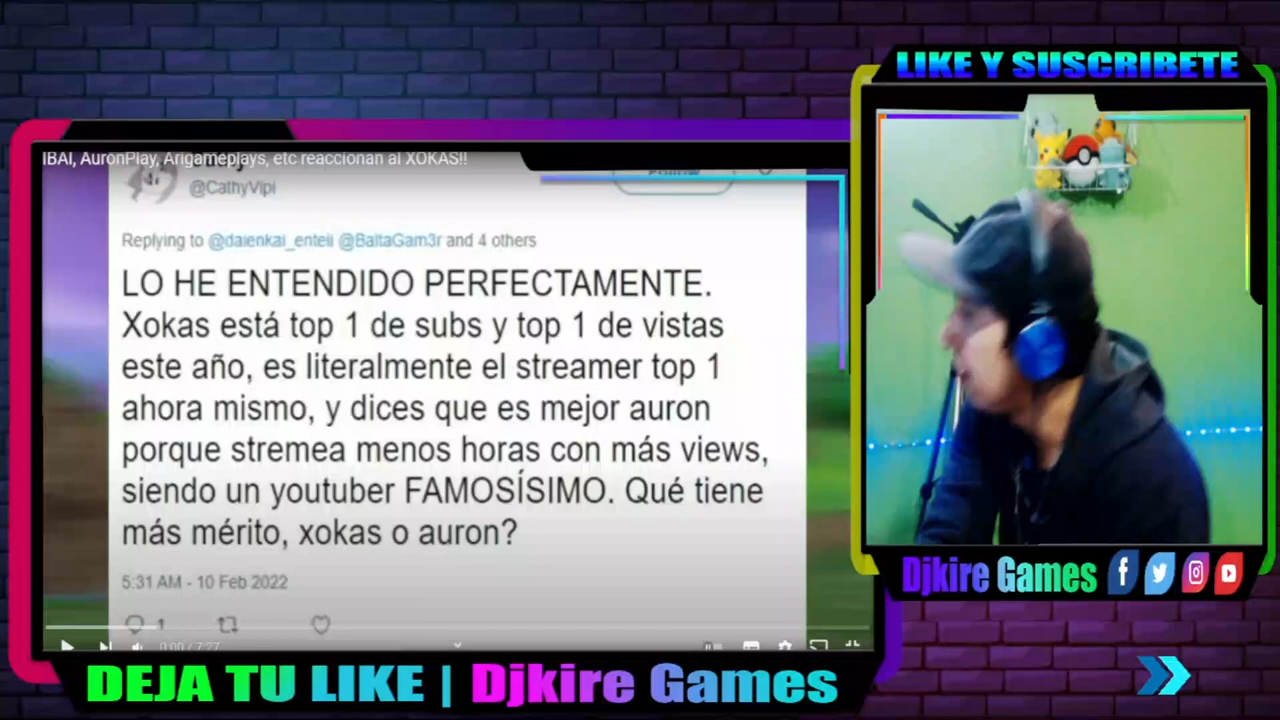 LIKE Y SUSCRIBETE
IBAI, AuronPlay, Arigameplays, etc reaccionan al XOKAS!!
@CathyVipi
Replying to @daienkai_enteii @BaltaGam3r and 4 others
LO HE ENTENDIDO PERFECTAMENTE.
Xokas está top 1 de subs y top 1 de vistas
este año, es literalmente el streamer top 1
ahora mismo, y dices que es mejor auron
porque stremea menos horas con más views,
siendo un youtuber FAMOSÍSIMO. Qué tiene
más mérito, xokas o auron?
5:31 AM - 10 Feb 2022
1
0:00 / 7:27
Djkire Games
DEJA TU LIKE | Djkire Games